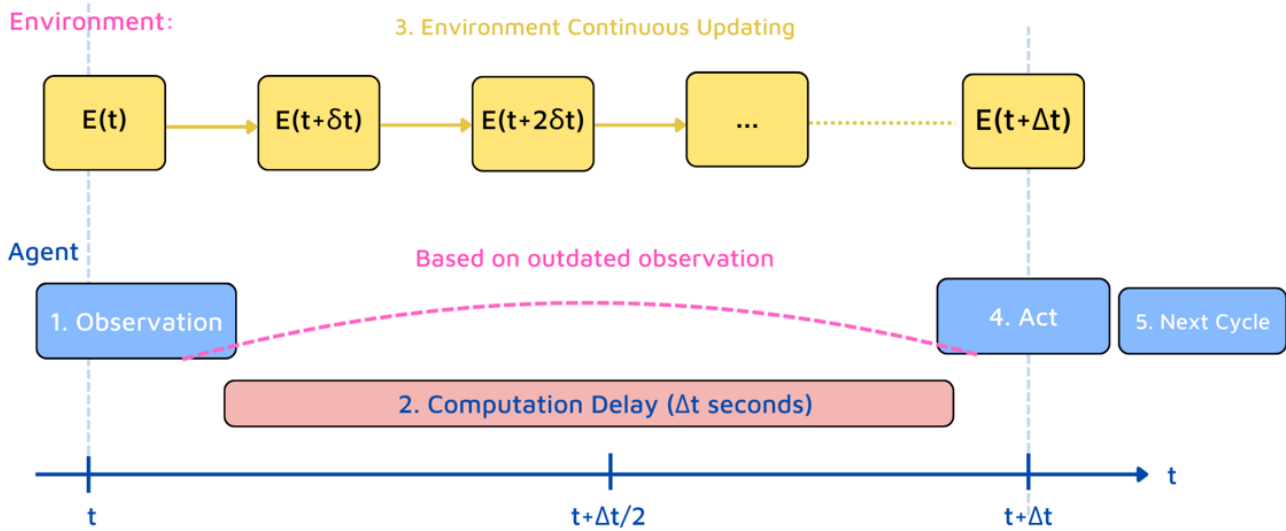 Environment:
3. Environment Continuous Updating
E(t)
E(t+δt)
E(t+2δt)
...
E(t+Δt)
Agent
Based on outdated observation
1. Observation
4. Act
5. Next Cycle
2. Computation Delay (Δt seconds)
t
t
t+Δt/2
t+Δt